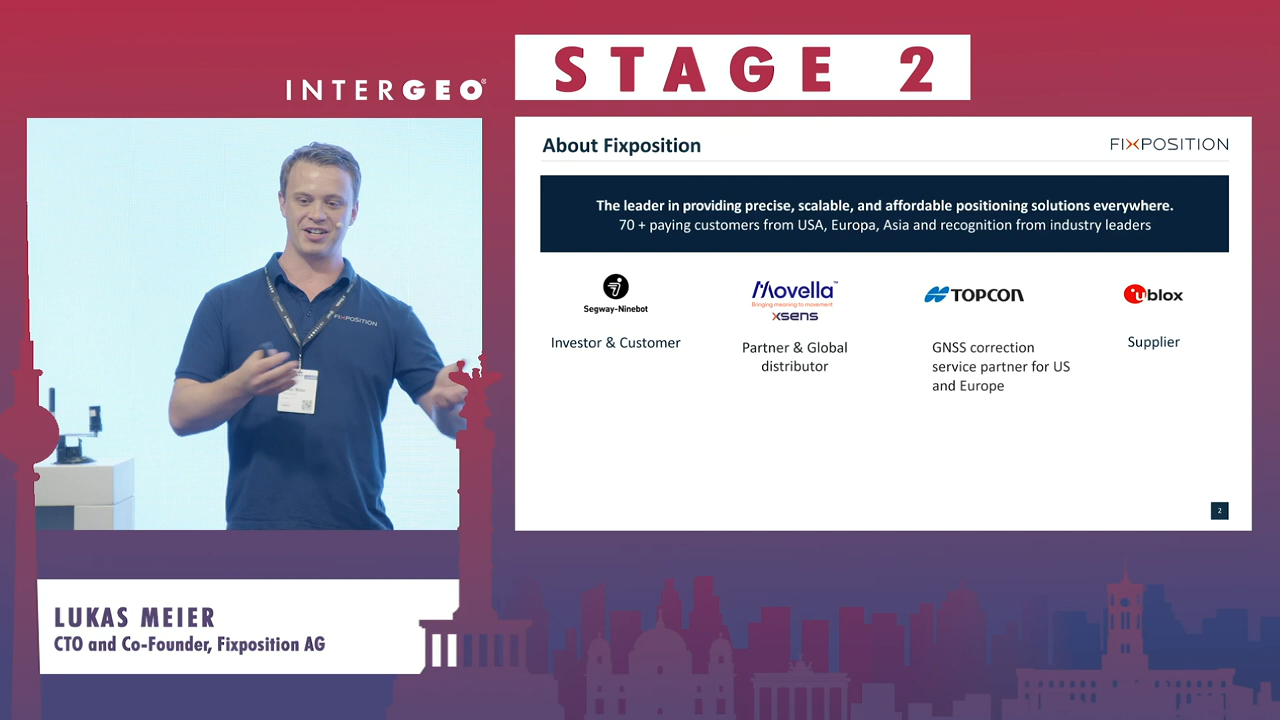 STAGE 2
INTERGEO®
About Fixposition
FIXPOSITION
The leader in providing precise, scalable, and affordable positioning solutions everywhere.
70 + paying customers from USA, Europa, Asia and recognition from industry leaders
Segway-Ninebot
Investor & Customer
Movella™
Bringing meaning to movement
xsens
Partner & Global
distributor
TOPCON
GNSS correction
service partner for US
and Europe
ublox
Supplier
2
FIXPOSITION
LUKAS MEIER
CTO and Co-Founder, Fixposition AG